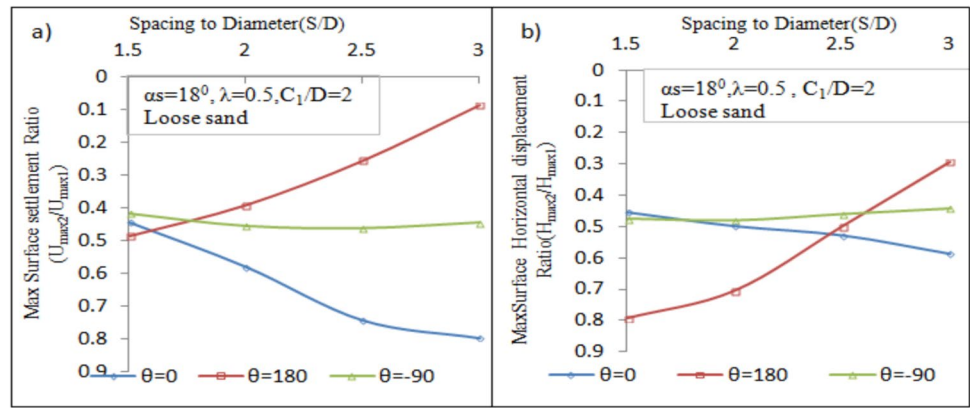 a)
Spacing to Diameter(S/D)
1.5 2 2.5 3
0
0.1
0.2
0.3
0.4
0.5
0.6
0.7
0.8
0.9
αs=18⁰, λ=0.5,C₁/D=2
Loose sand
Max Surface settlement Ratio
(Uₘₐₓ₂/Uₘₐₓ₁)
θ=0 θ=180 θ=-90
b)
Spacing to Diameter(S/D)
1.5 2 2.5 3
0
0.1
0.2
0.3
0.4
0.5
0.6
0.7
0.8
0.9
αs=18⁰,λ=0.5 , C₁/D=2
Loose sand
MaxSurface Horizontal displacement
Ratio(Hₘₐₓ₂/Hₘₐₓ₁)
θ=0 θ=180 θ=-90